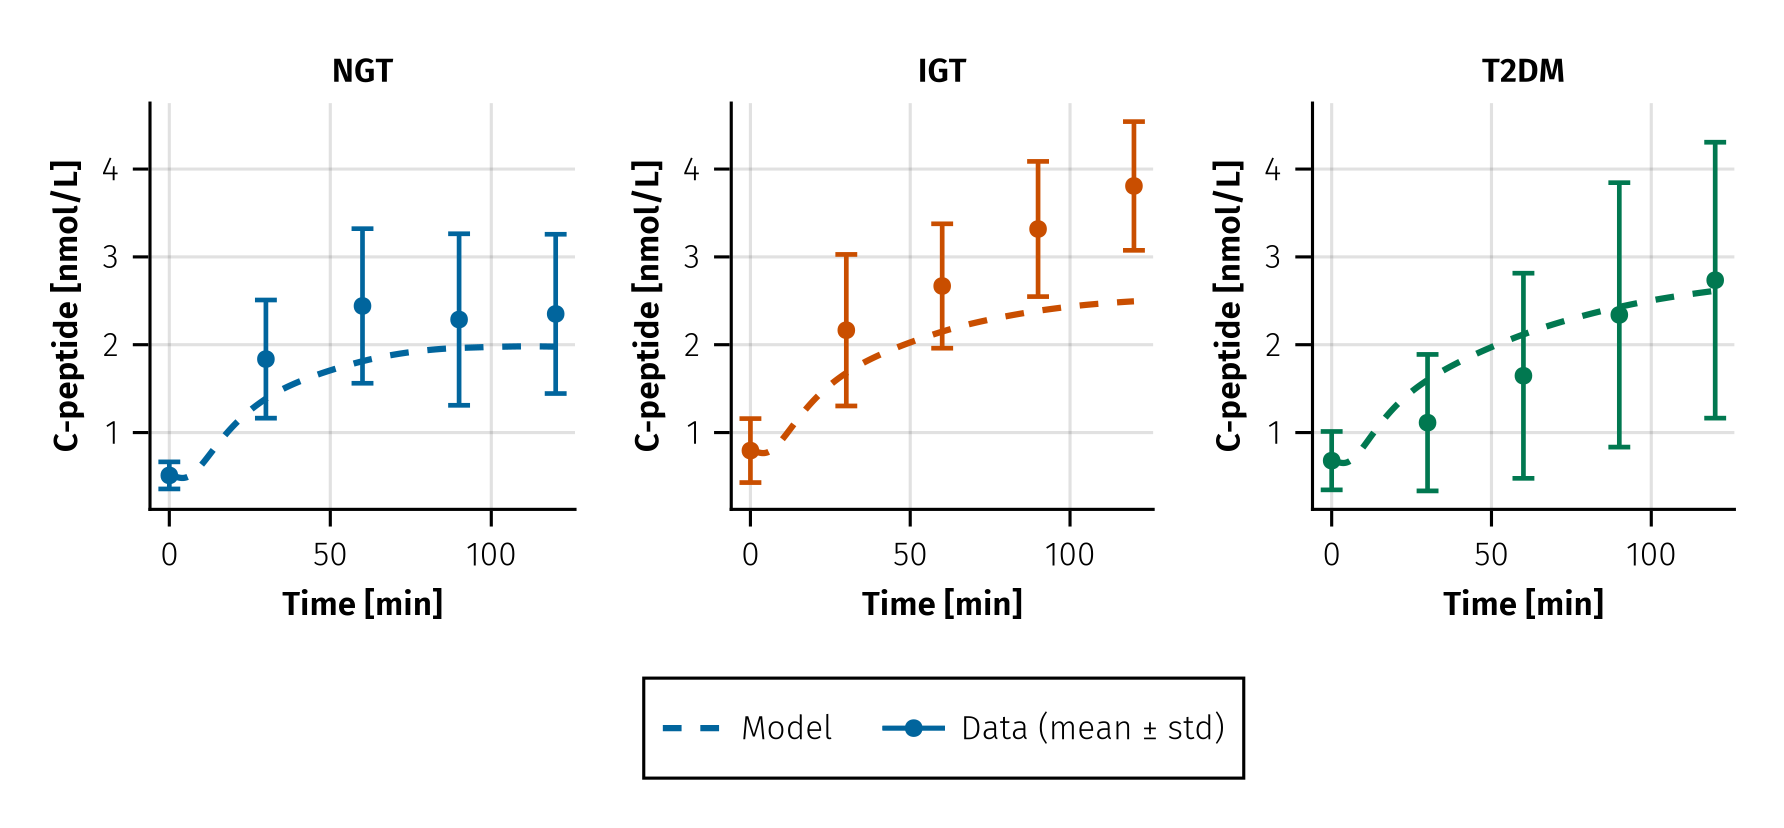 NGT
IGT
T2DM
C-peptide [nmol/L]
4
3
2
1
0
50
100
Time [min]
C-peptide [nmol/L]
4
3
2
1
0
50
100
Time [min]
C-peptide [nmol/L]
4
3
2
1
0
50
100
Time [min]
Model
Data (mean ± std)